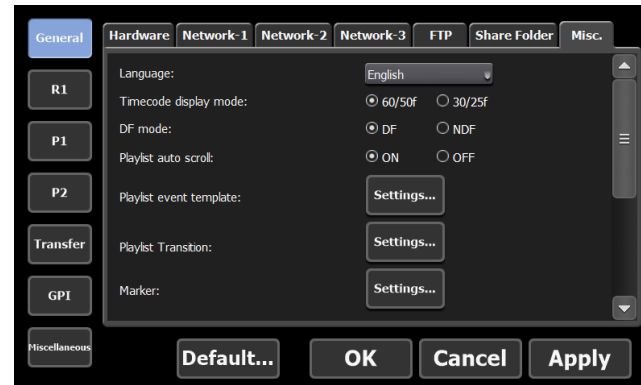 General
Hardware Network-1 Network-2 Network-3 FTP Share Folder Misc.
R1
P1
P2
Transfer
GPI
Miscellaneous
Language: English
Timecode display mode: 60/50f 30/25f
DF mode: DF NDF
Playlist auto scroll: ON OFF
Playlist event template: Settings...
Playlist Transition: Settings...
Marker: Settings...
Default... OK Cancel Apply